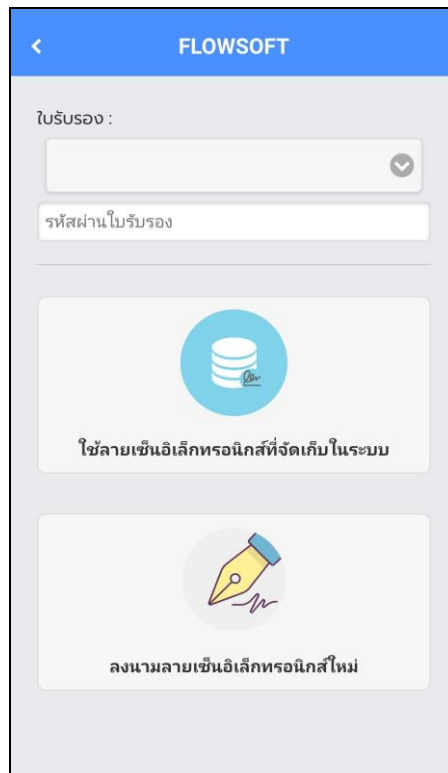 FLOWSOFT
ใบรับรอง :
รหัสผ่านใบรับรอง
ใช้ลายเซ็นอิเล็กทรอนิกส์ที่จัดเก็บในระบบ
ลงนามลายเซ็นอิเล็กทรอนิกส์ใหม่